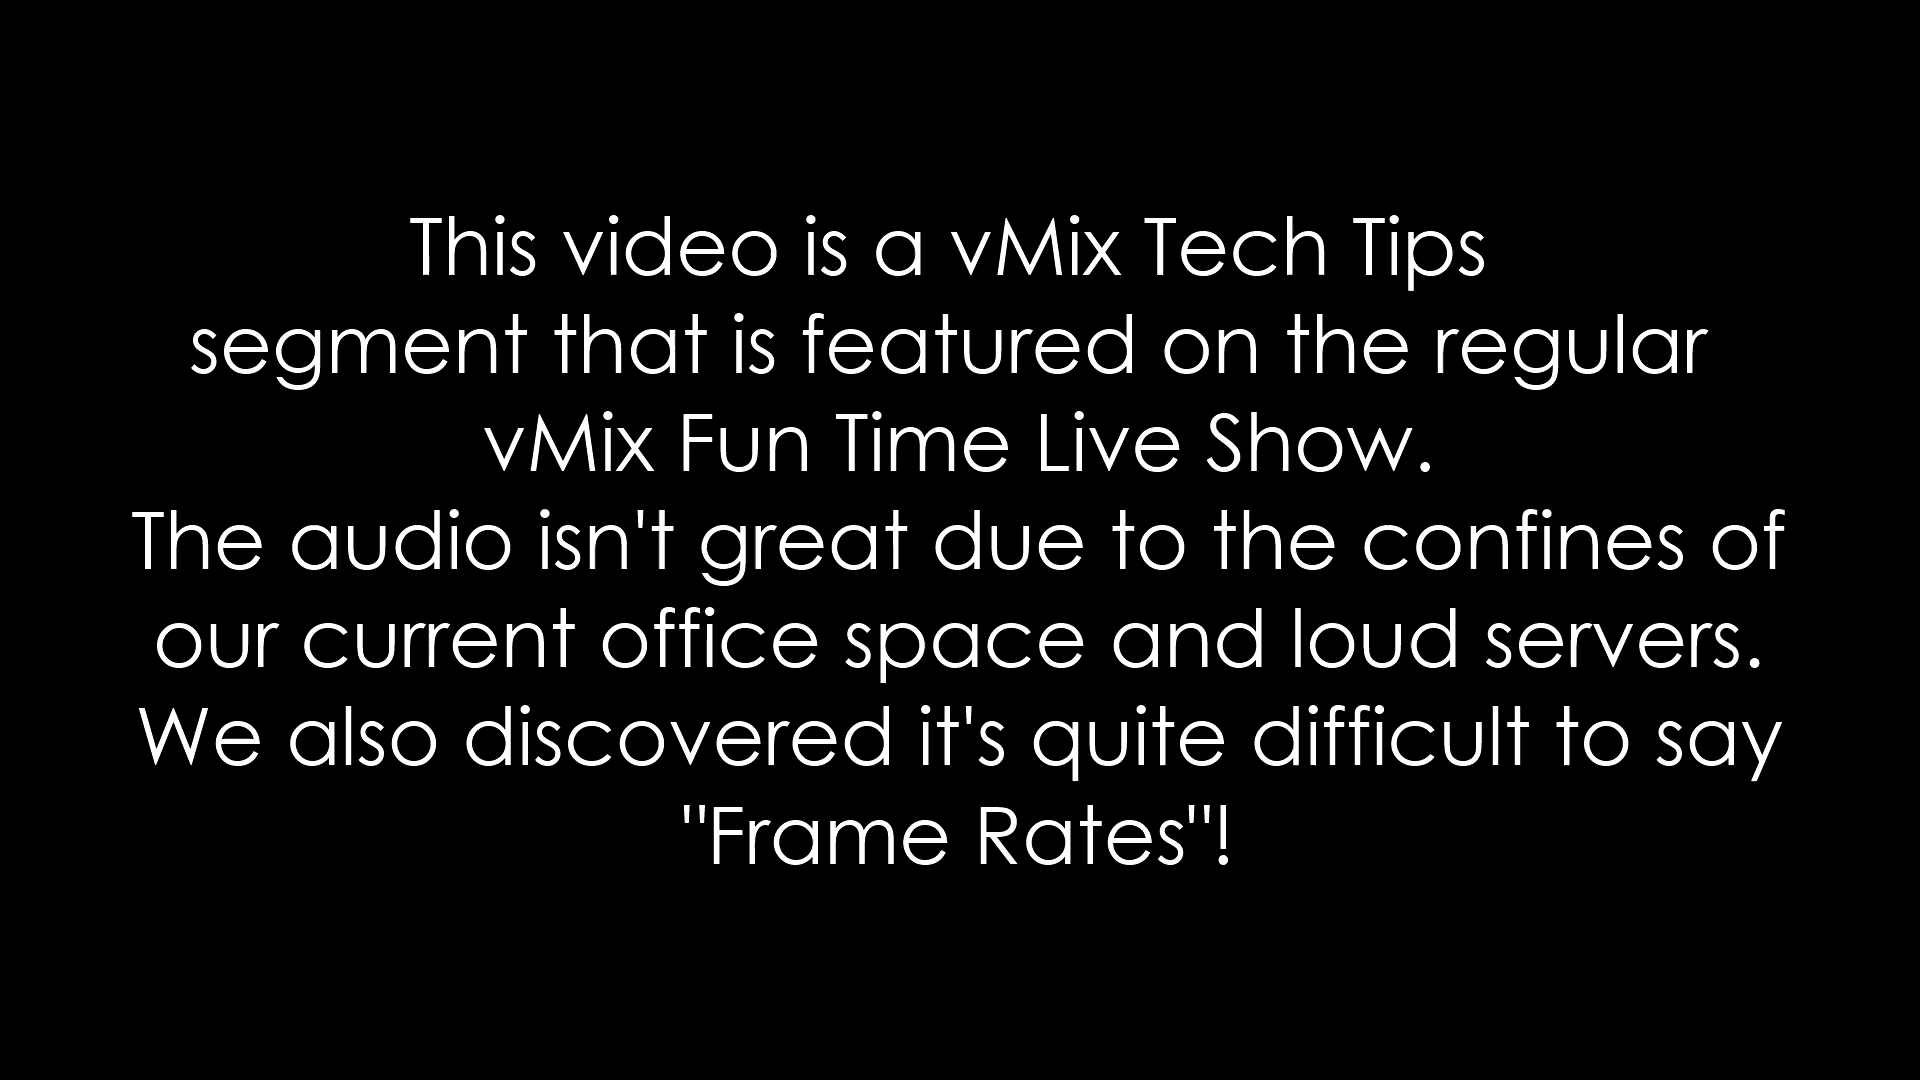 This video is a vMix Tech Tips
segment that is featured on the regular
vMix Fun Time Live Show.
The audio isn't great due to the confines of
our current office space and loud servers.
We also discovered it's quite difficult to say
"Frame Rates"!